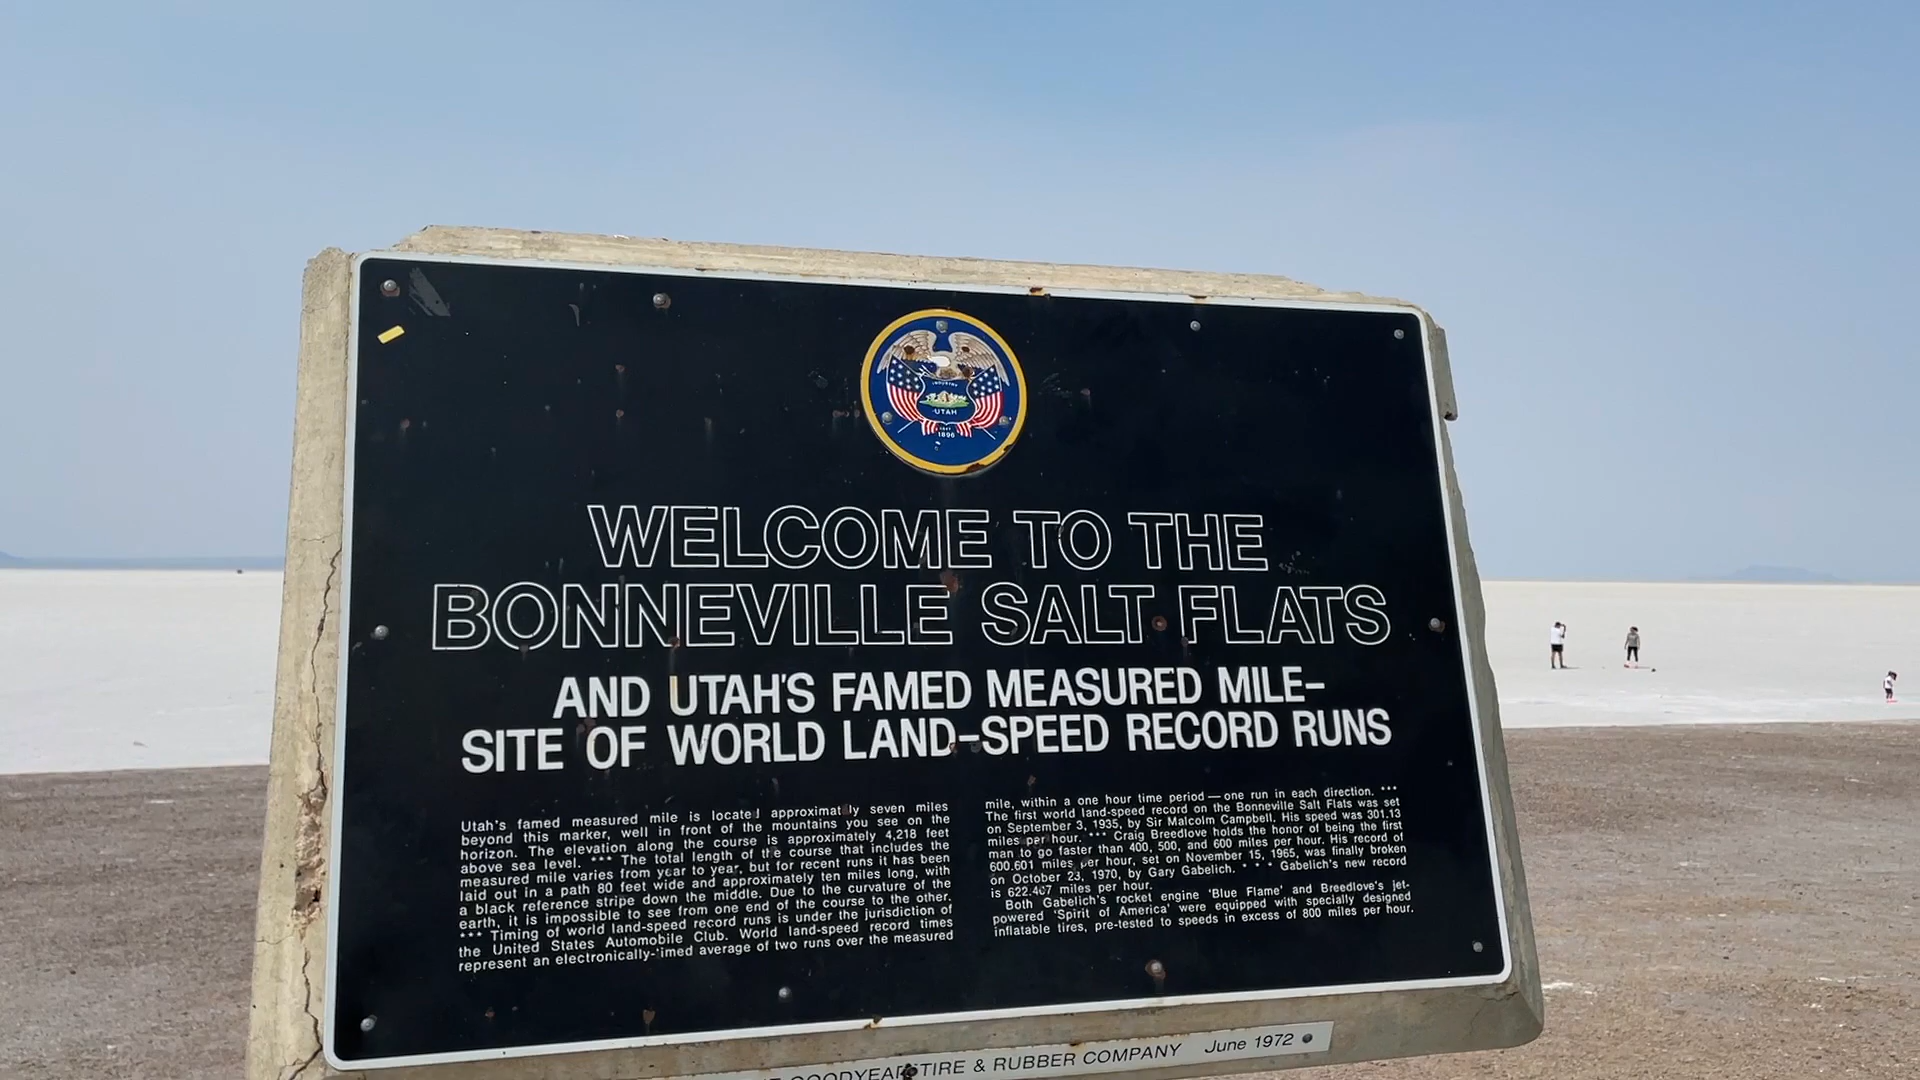 INDUSTRY
UTAH
1896
WELCOME TO THE
BONNEVILLE SALT FLATS
AND UTAH'S FAMED MEASURED MILE–
SITE OF WORLD LAND–SPEED RECORD RUNS
Utah's famed measured mile is located approximately seven miles
beyond this marker, well in front of the mountains you see on the
horizon. The elevation along the course is approximately 4,218 feet
above sea level. *** The total length of the course that includes the
measured mile varies from year to year, but for recent runs it has been
laid out in a path 80 feet wide and approximately ten miles long, with
a black reference stripe down the middle. Due to the curvature of the
earth, it is impossible to see from one end of the course to the other.
*** Timing of world land-speed record runs is under the jurisdiction of
the United States Automobile Club. World land-speed record times
represent an electronically-timed average of two runs over the measured
mile, within a one hour time period — one run in each direction. ***
The first world land-speed record on the Bonneville Salt Flats was set
on September 3, 1935, by Sir Malcolm Campbell. His speed was 301.13
miles per hour. *** Craig Breedlove holds the honor of being the first
man to go faster than 400, 500, and 600 miles per hour. His record of
600.601 miles per hour, set on November 15, 1965, was finally broken
on October 23, 1970, by Gary Gabelich. * * * Gabelich's new record
is 622.407 miles per hour.
Both Gabelich's rocket engine 'Blue Flame' and Breedlove's jet-
powered 'Spirit of America' were equipped with specially designed
inflatable tires, pre-tested to speeds in excess of 800 miles per hour.
GOODYEAR TIRE & RUBBER COMPANY June 1972